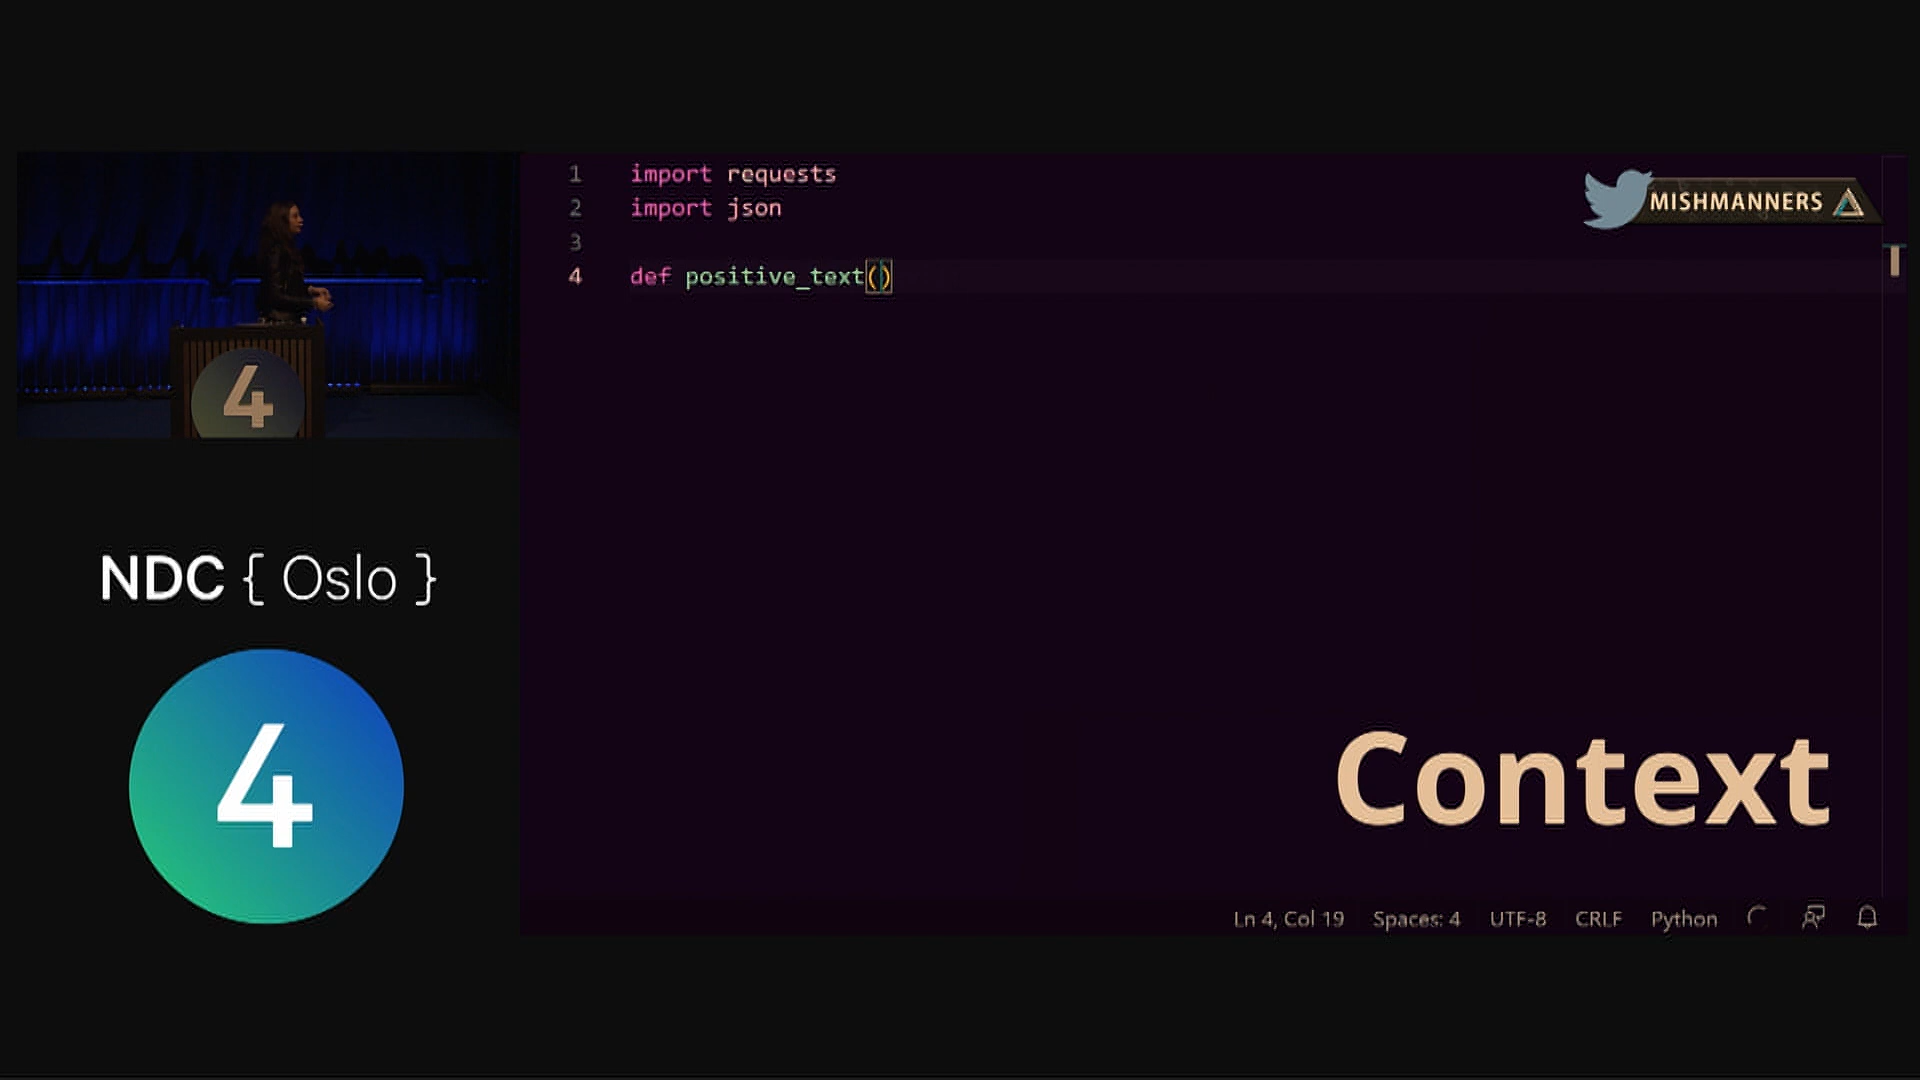 4
NDC { Oslo }
4
1 import requests
2 import json
3
4 def positive_text()
MISHMANNERS
Context
Ln 4, Col 19 Spaces: 4 UTF-8 CRLF Python